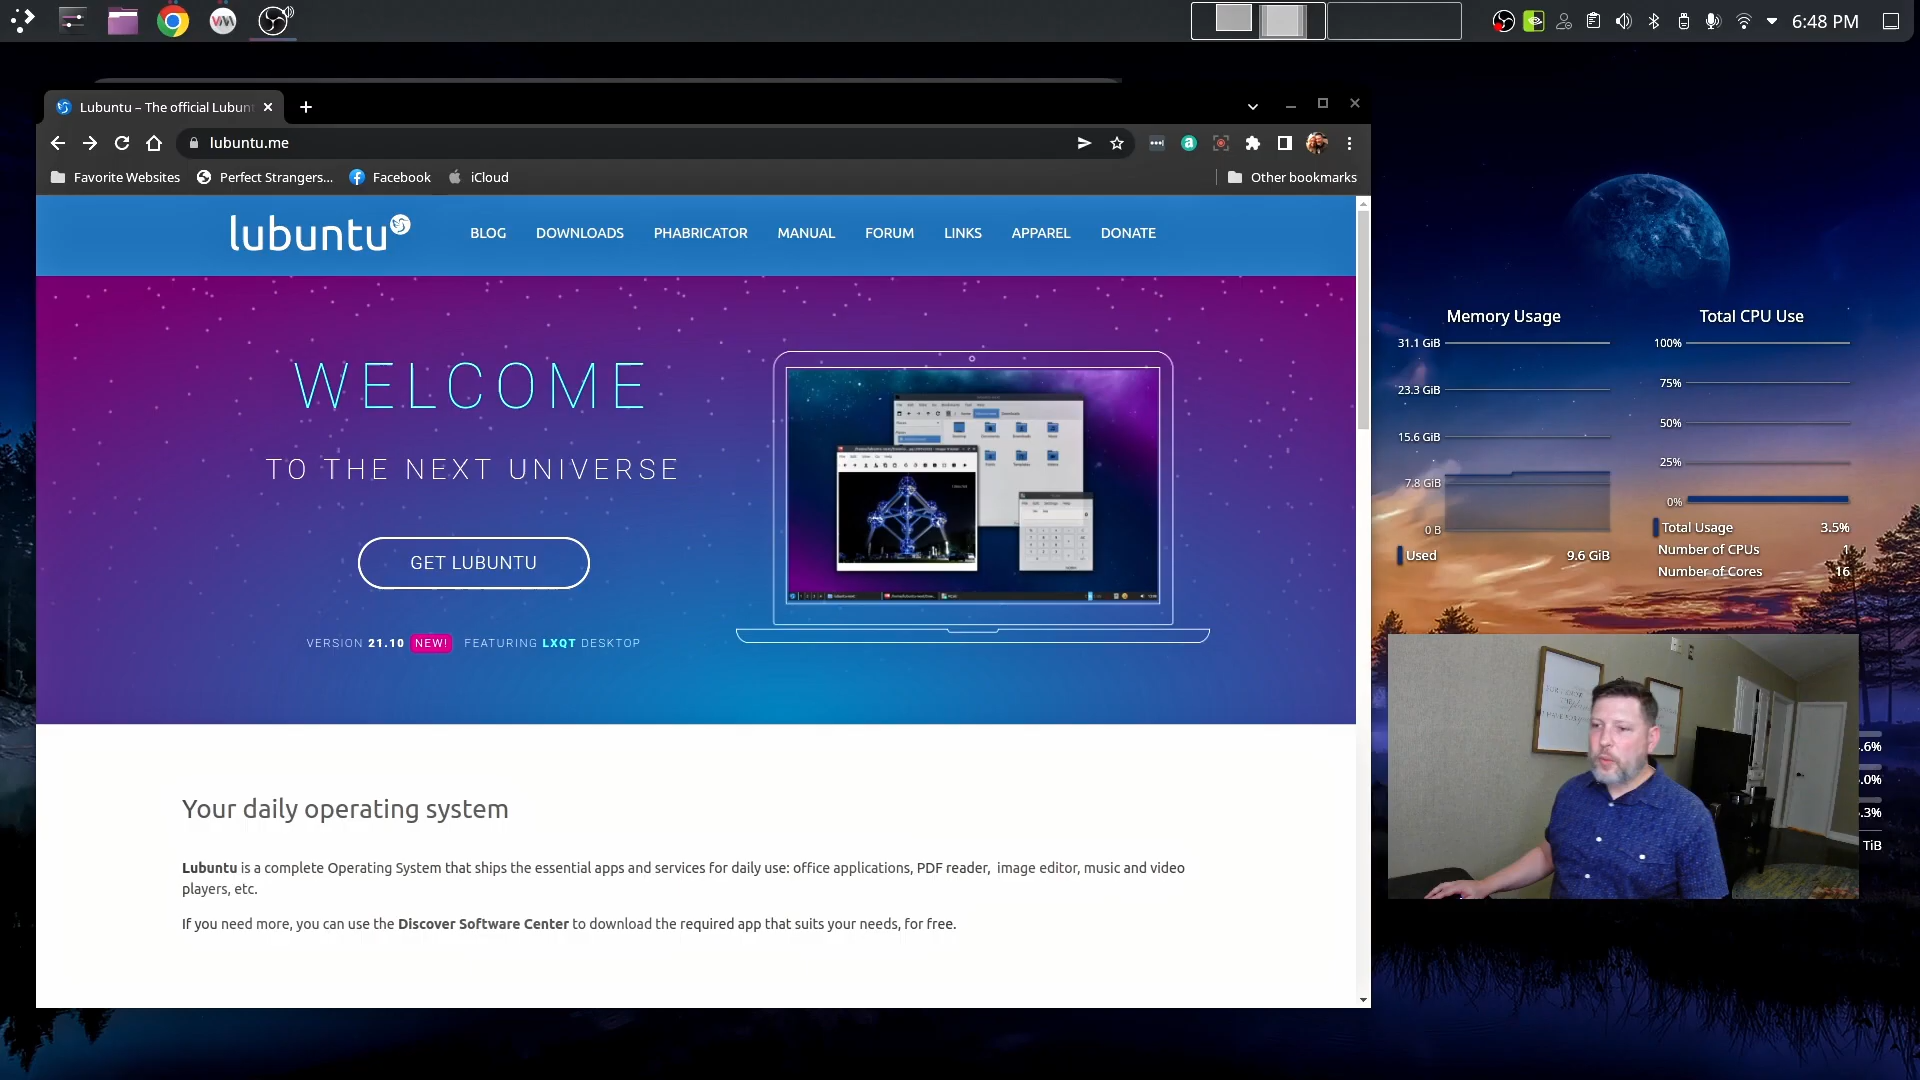 6:48 PM
Lubuntu – The official Lubunt
lubuntu.me
Favorite Websites
Perfect Strangers...
Facebook
iCloud
Other bookmarks
lubuntu
BLOG DOWNLOADS PHABRICATOR MANUAL FORUM LINKS APPAREL DONATE
WELCOME
TO THE NEXT UNIVERSE
GET LUBUNTU
VERSION 21.10 NEW! FEATURING LXQT DESKTOP
Your daily operating system
Lubuntu is a complete Operating System that ships the essential apps and services for daily use: office applications, PDF reader, image editor, music and video
players, etc.
If you need more, you can use the Discover Software Center to download the required app that suits your needs, for free.
Memory Usage
31.1 GiB
23.3 GiB
15.6 GiB
7.8 GiB
0 B
Used 9.6 GiB
Total CPU Use
100%
75%
50%
25%
0%
Total Usage 3.5%
Number of CPUs 1
Number of Cores 16
.6%
.0%
.3%
TiB